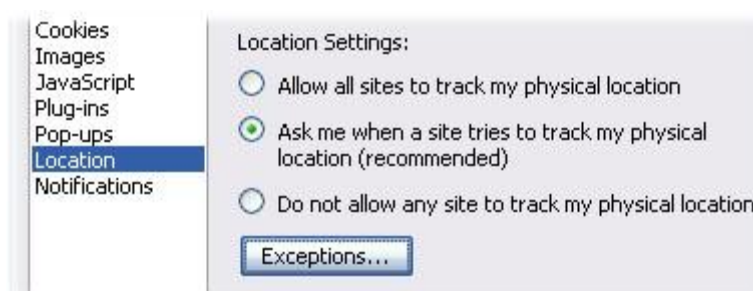 Cookies
Images
JavaScript
Plug-ins
Pop-ups
Location
Notifications
Location Settings:
Allow all sites to track my physical location
Ask me when a site tries to track my physical
location (recommended)
Do not allow any site to track my physical location
Exceptions...